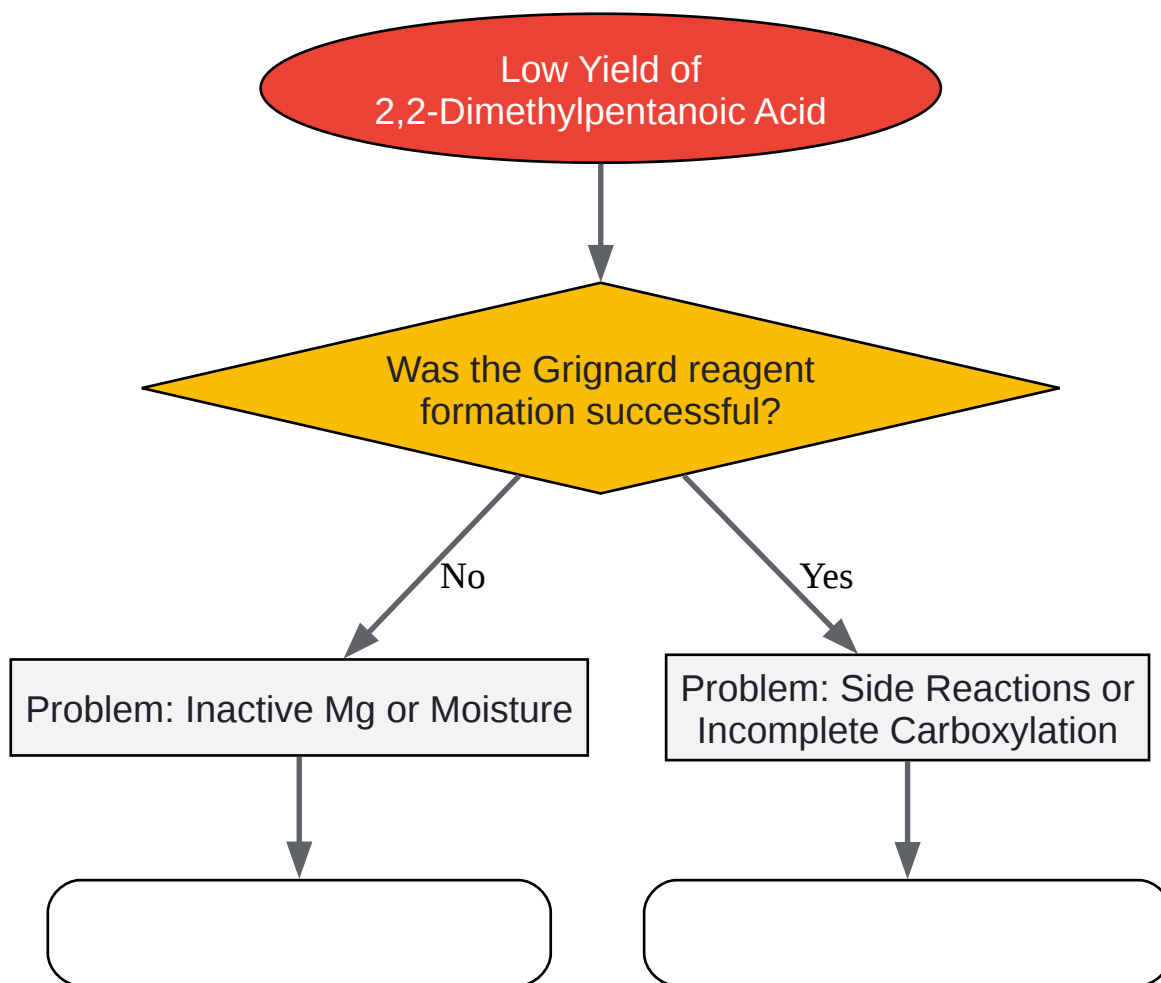 Low Yield of
2,2-Dimethylpentanoic Acid
Was the Grignard reagent
formation successful?
No
Yes
Problem: Inactive Mg or Moisture
Problem: Side Reactions or
Incomplete Carboxylation